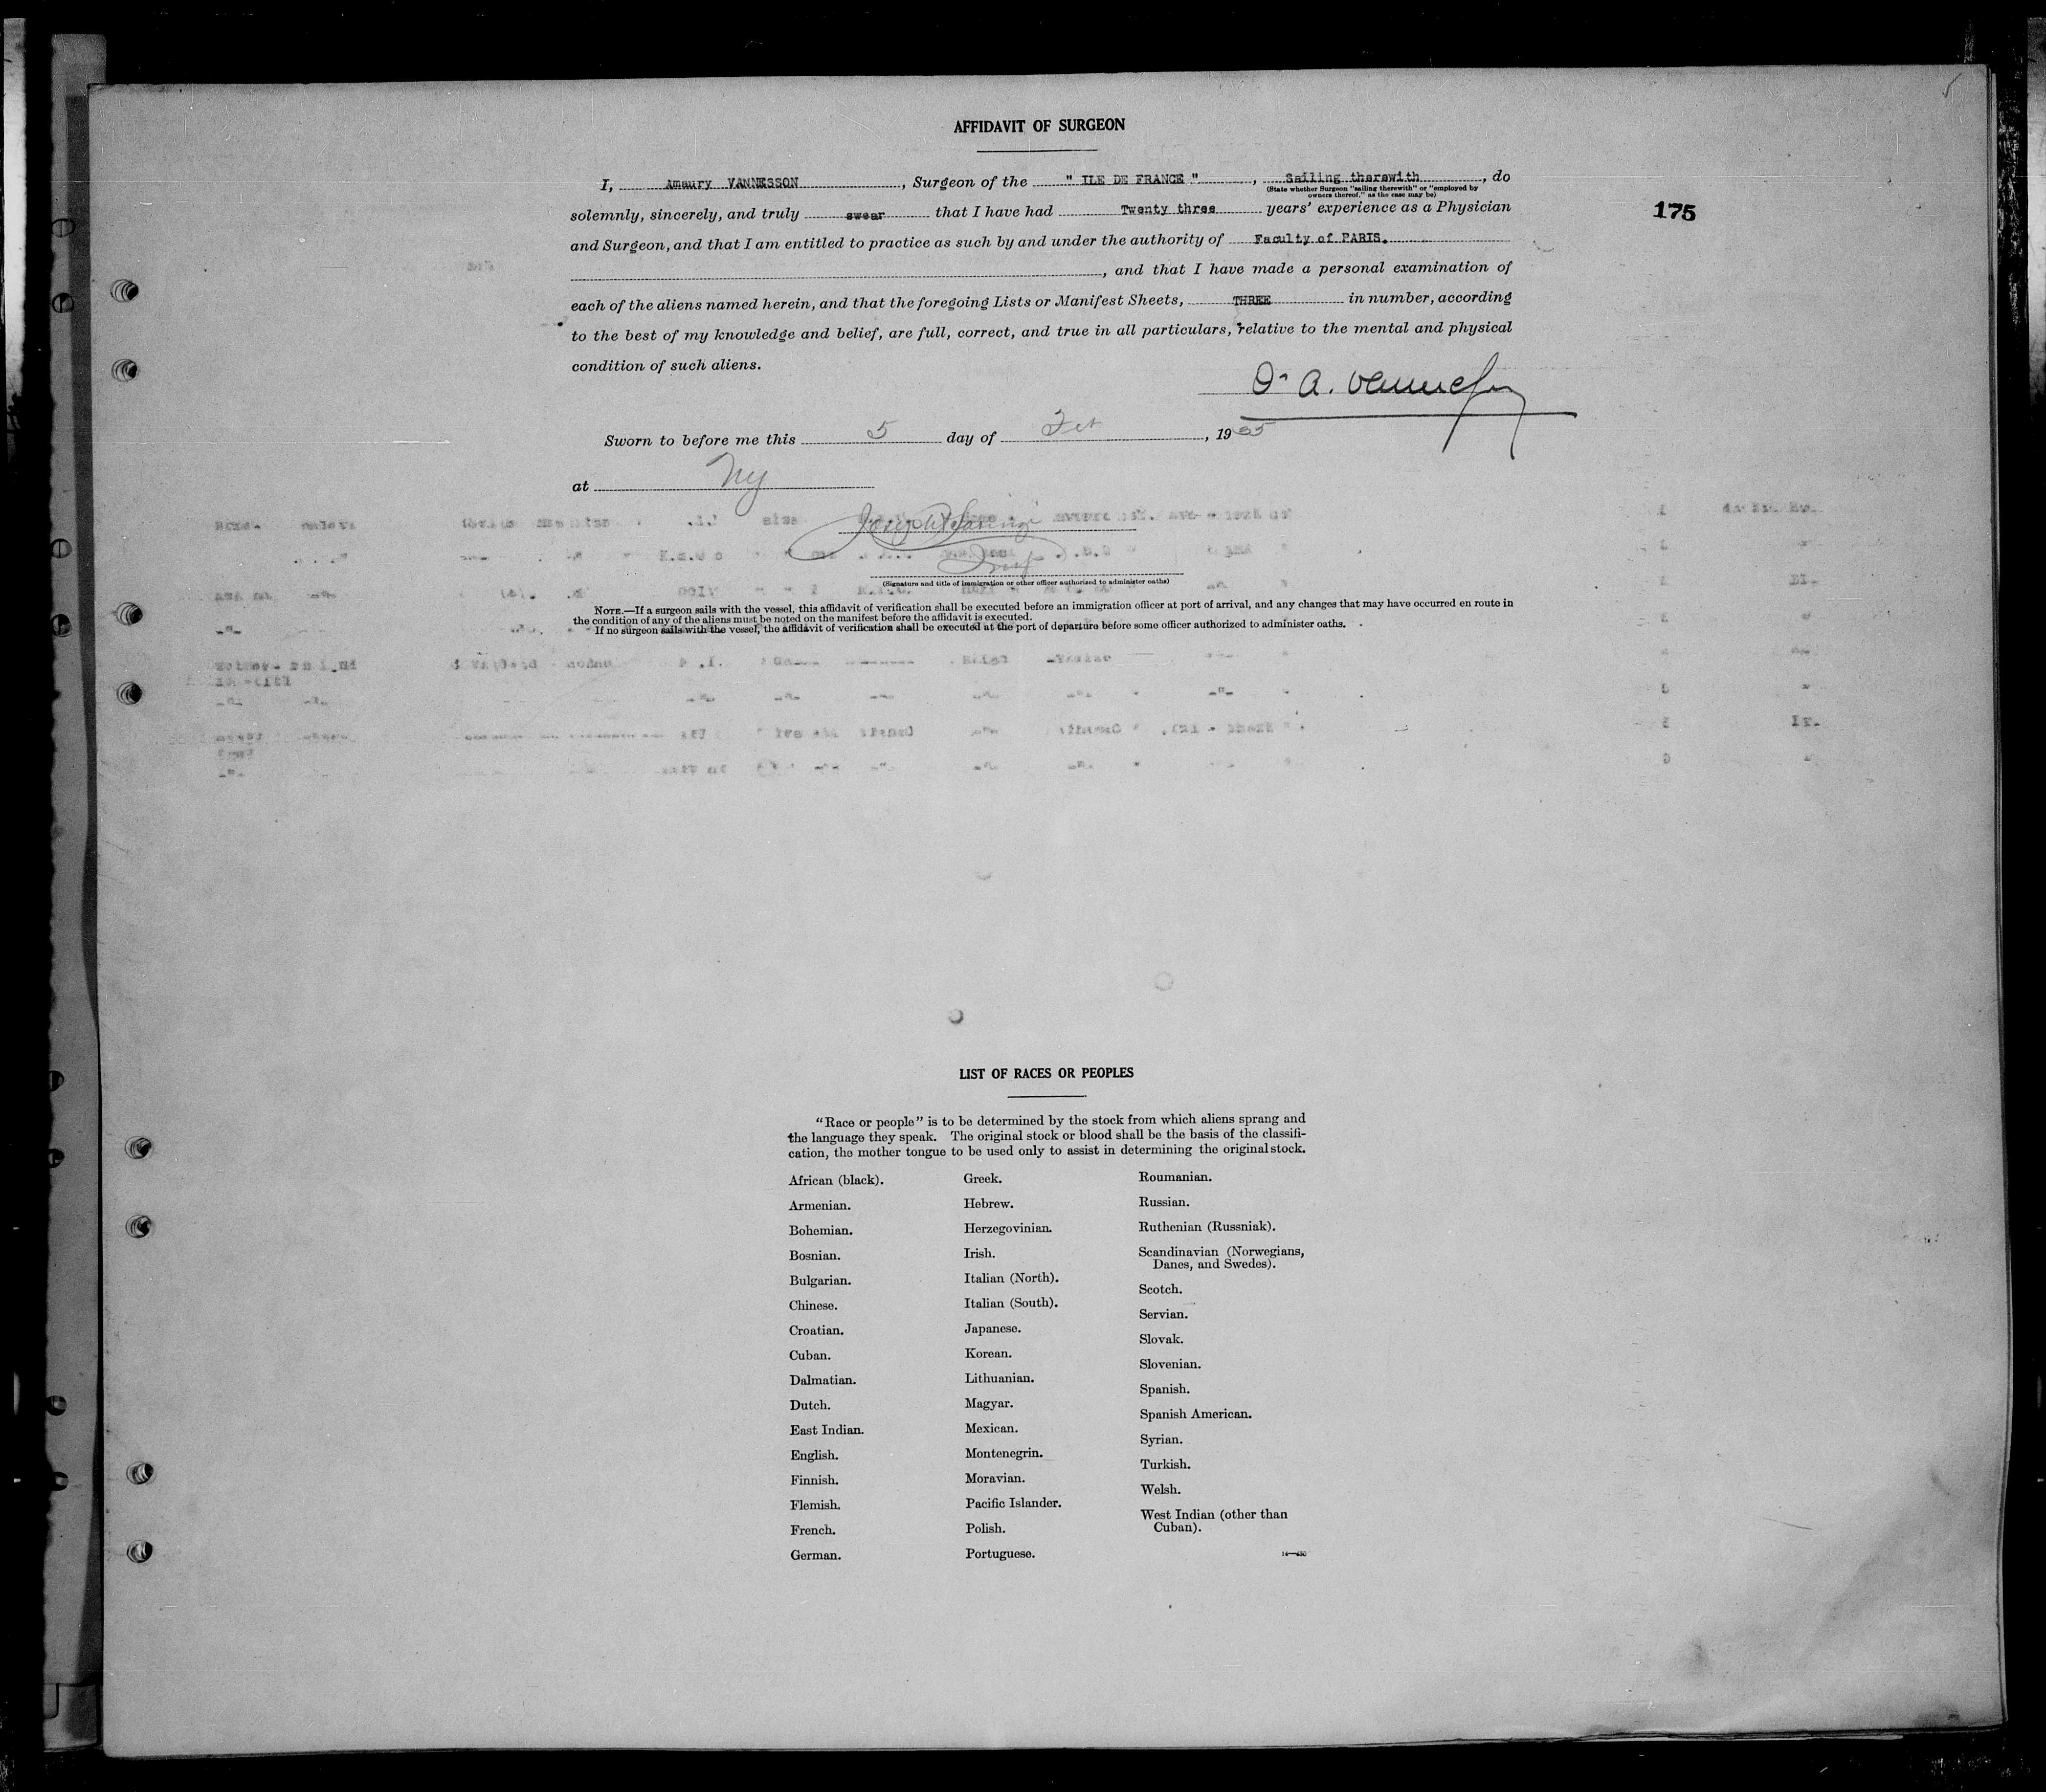 AFFIDAVIT OF SURGEON
I, Amaury VANNESSON, Surgeon of the " ILE DE FRANCE ", Sailing therewith, do
(State whether Surgeon "sailing therewith" or "employed by
owners thereof," as the case may be)
solemnly, sincerely, and truly swear that I have had Twenty three years' experience as a Physician
175
and Surgeon, and that I am entitled to practice as such by and under the authority of Faculty of PARIS.
, and that I have made a personal examination of
each of the aliens named herein, and that the foregoing Lists or Manifest Sheets, THREE in number, according
to the best of my knowledge and belief, are full, correct, and true in all particulars, relative to the mental and physical
condition of such aliens.
Dr A. Vannesson
Sworn to before me this 5 day of , 1935
at NY
(Signature and title of immigration or other officer authorized to administer oaths)
NOTE.—If a surgeon sails with the vessel, this affidavit of verification shall be executed before an immigration officer at port of arrival, and any changes that may have occurred en route in
the condition of any of the aliens must be noted on the manifest before the affidavit is executed.
If no surgeon sails with the vessel, the affidavit of verification shall be executed at the port of departure before some officer authorized to administer oaths.
LIST OF RACES OR PEOPLES
"Race or people" is to be determined by the stock from which aliens sprang and
the language they speak. The original stock or blood shall be the basis of the classifi-
cation, the mother tongue to be used only to assist in determining the original stock.
African (black).
Armenian.
Bohemian.
Bosnian.
Bulgarian.
Chinese.
Croatian.
Cuban.
Dalmatian.
Dutch.
East Indian.
English.
Finnish.
Flemish.
French.
German.
Greek.
Hebrew.
Herzegovinian.
Irish.
Italian (North).
Italian (South).
Japanese.
Korean.
Lithuanian.
Magyar.
Mexican.
Montenegrin.
Moravian.
Pacific Islander.
Polish.
Portuguese.
Roumanian.
Russian.
Ruthenian (Russniak).
Scandinavian (Norwegians,
Danes, and Swedes).
Scotch.
Servian.
Slovak.
Slovenian.
Spanish.
Spanish American.
Syrian.
Turkish.
Welsh.
West Indian (other than
Cuban).